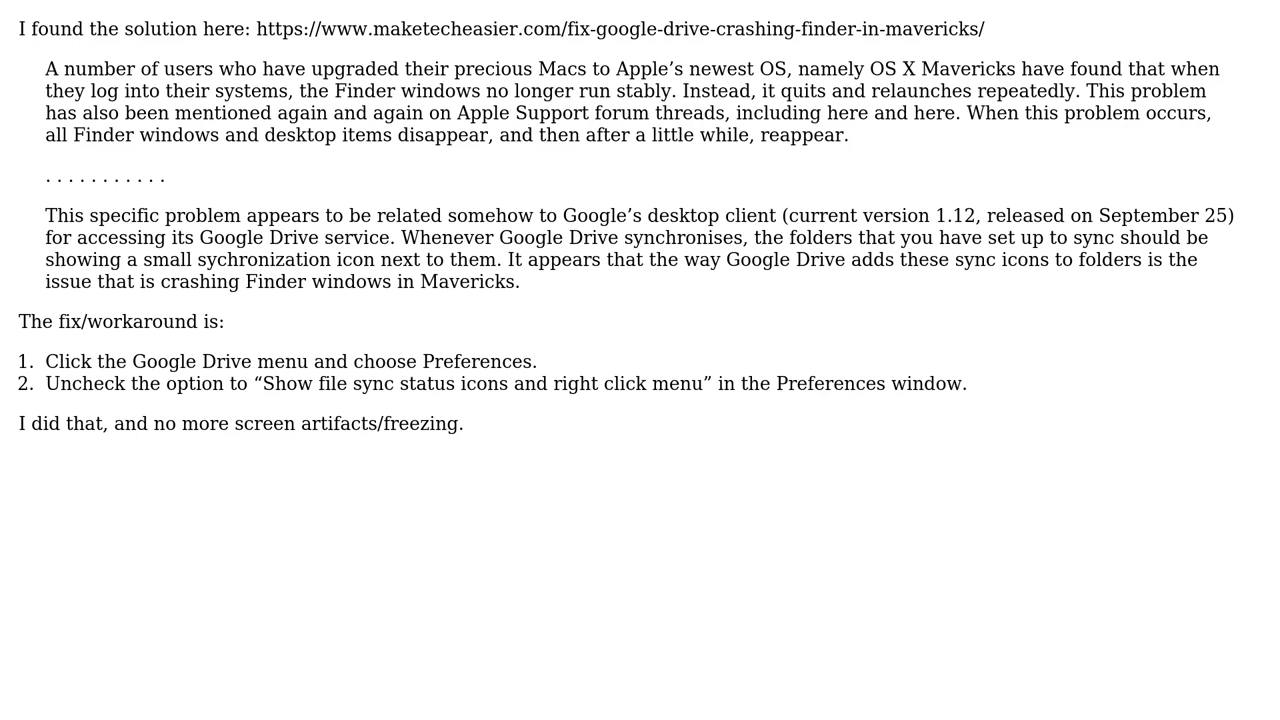 I found the solution here: https://www.maketecheasier.com/fix-google-drive-crashing-finder-in-mavericks/
A number of users who have upgraded their precious Macs to Apple’s newest OS, namely OS X Mavericks have found that when
they log into their systems, the Finder windows no longer run stably. Instead, it quits and relaunches repeatedly. This problem
has also been mentioned again and again on Apple Support forum threads, including here and here. When this problem occurs,
all Finder windows and desktop items disappear, and then after a little while, reappear.
. . . . . . . . . . .
This specific problem appears to be related somehow to Google’s desktop client (current version 1.12, released on September 25)
for accessing its Google Drive service. Whenever Google Drive synchronises, the folders that you have set up to sync should be
showing a small sychronization icon next to them. It appears that the way Google Drive adds these sync icons to folders is the
issue that is crashing Finder windows in Mavericks.
The fix/workaround is:
1. Click the Google Drive menu and choose Preferences.
2. Uncheck the option to “Show file sync status icons and right click menu” in the Preferences window.
I did that, and no more screen artifacts/freezing.